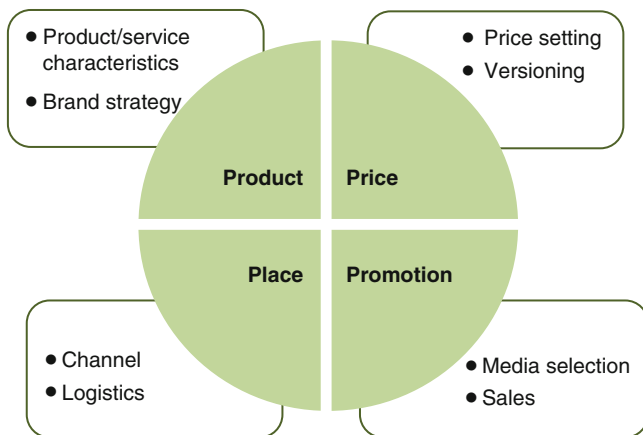 ● Product/service
characteristics
● Brand strategy
● Price setting
● Versioning
Product
Price
Place
Promotion
● Channel
● Logistics
● Media selection
● Sales